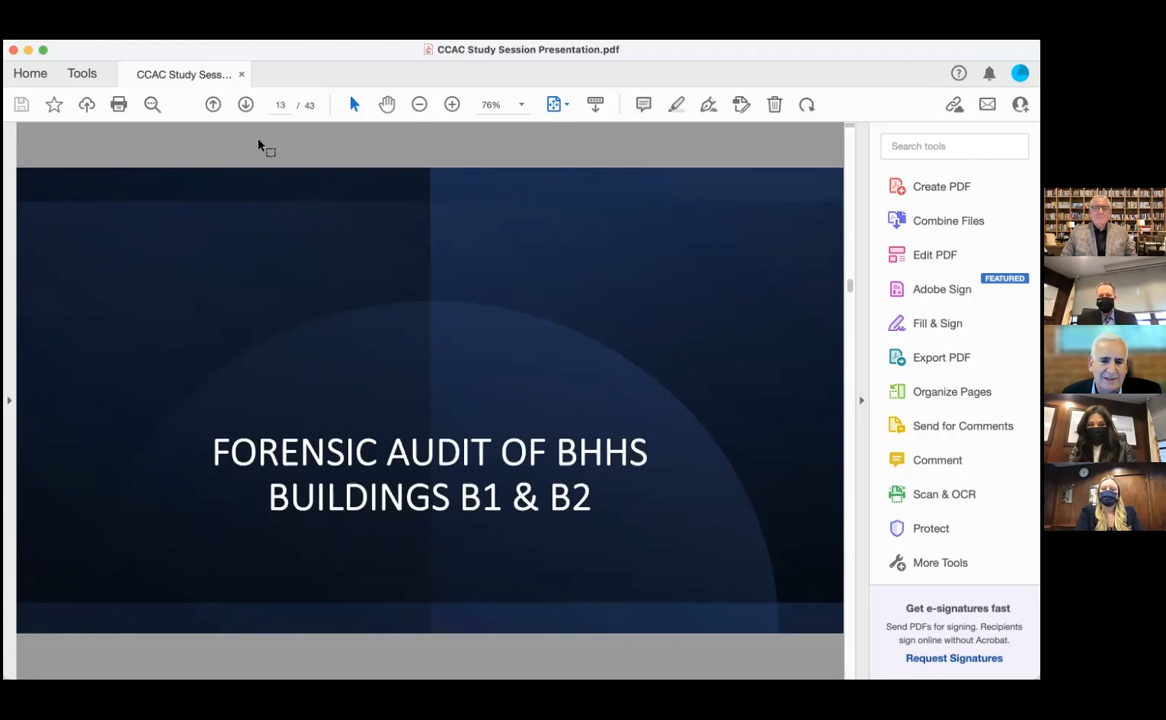 CCAC Study Session Presentation.pdf
Home
Tools
CCAC Study Sess...
13 / 43
76%
Search tools
Create PDF
Combine Files
Edit PDF
FEATURED
Adobe Sign
Fill & Sign
Export PDF
Organize Pages
Send for Comments
Comment
Scan & OCR
Protect
More Tools
Get e-signatures fast
Send PDFs for signing. Recipients
sign online without Acrobat.
Request Signatures
FORENSIC AUDIT OF BHHS
BUILDINGS B1 & B2